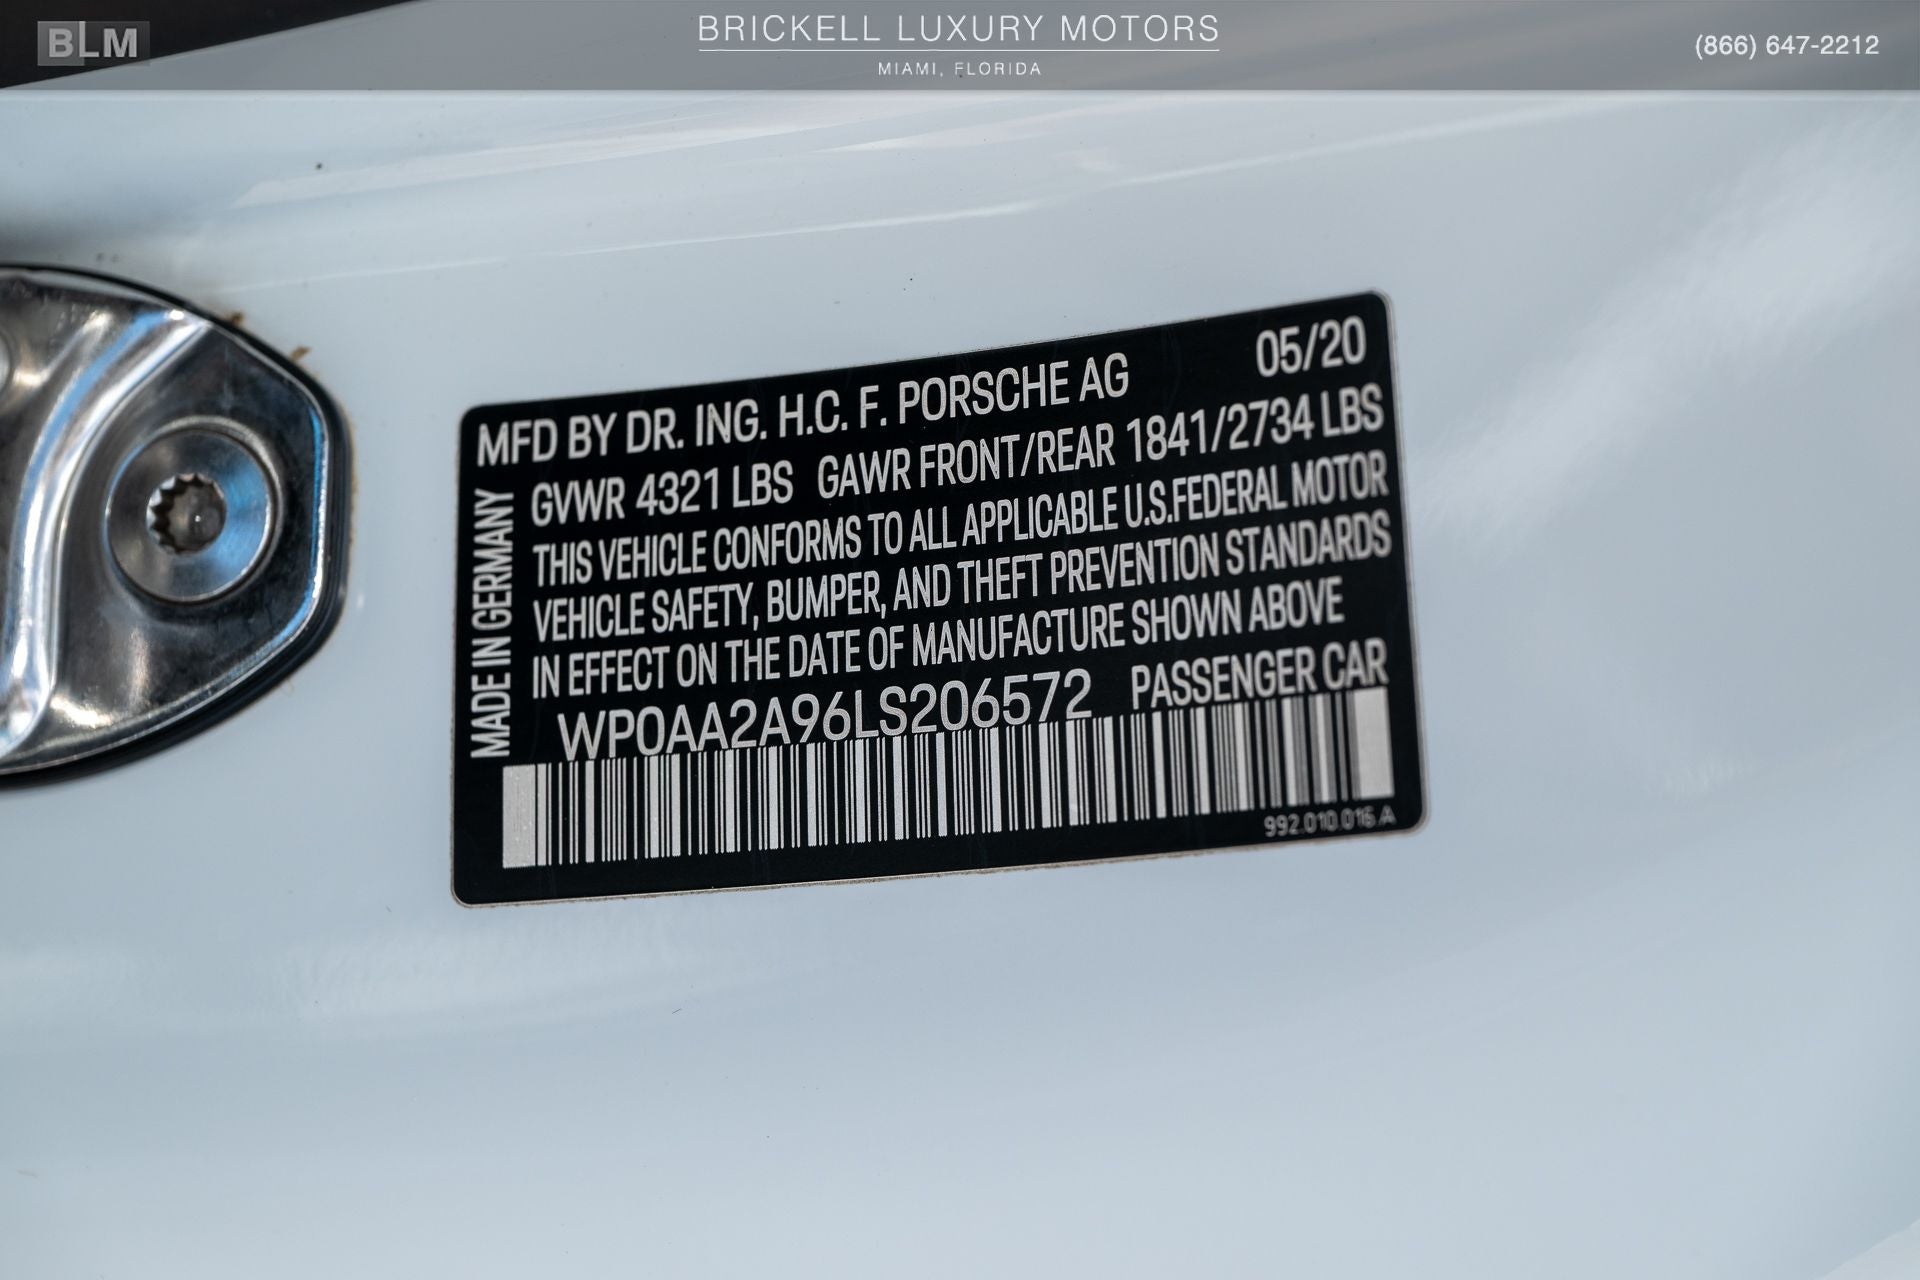 BLM
BRICKELL LUXURY MOTORS
MIAMI, FLORIDA
(866) 647-2212
MFD BY DR. ING. H.C. F. PORSCHE AG 05/20
GVWR 4321 LBS GAWR FRONT/REAR 1841/2734 LBS
THIS VEHICLE CONFORMS TO ALL APPLICABLE U.S.FEDERAL MOTOR
VEHICLE SAFETY, BUMPER, AND THEFT PREVENTION STANDARDS
IN EFFECT ON THE DATE OF MANUFACTURE SHOWN ABOVE
WP0AA2A96LS206572 PASSENGER CAR
MADE IN GERMANY
992.010.016.A